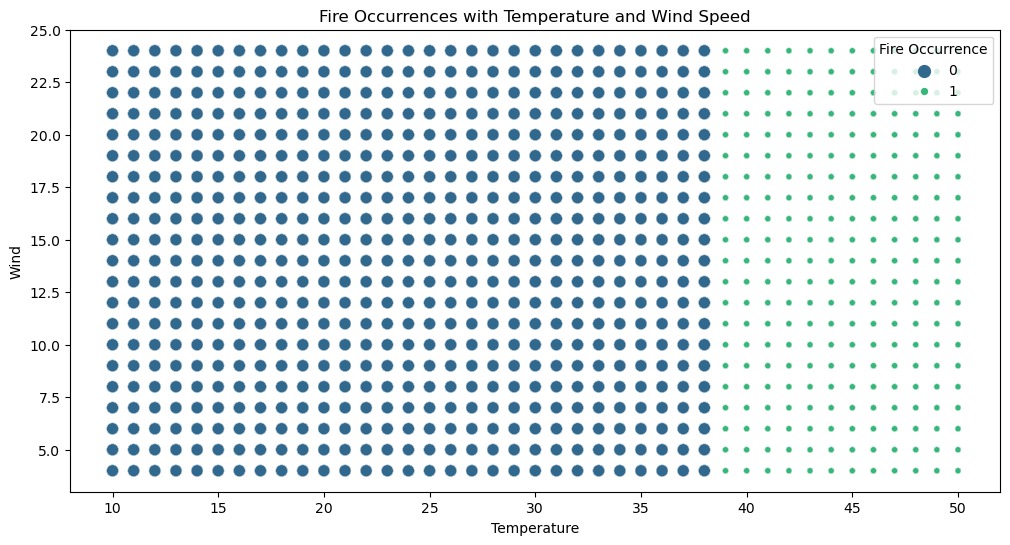 Fire Occurrences with Temperature and Wind Speed
25.0
22.5
20.0
17.5
15.0
12.5
10.0
7.5
5.0
Wind
Fire Occurrence
0
1
10 15 20 25 30 35 40 45 50
Temperature